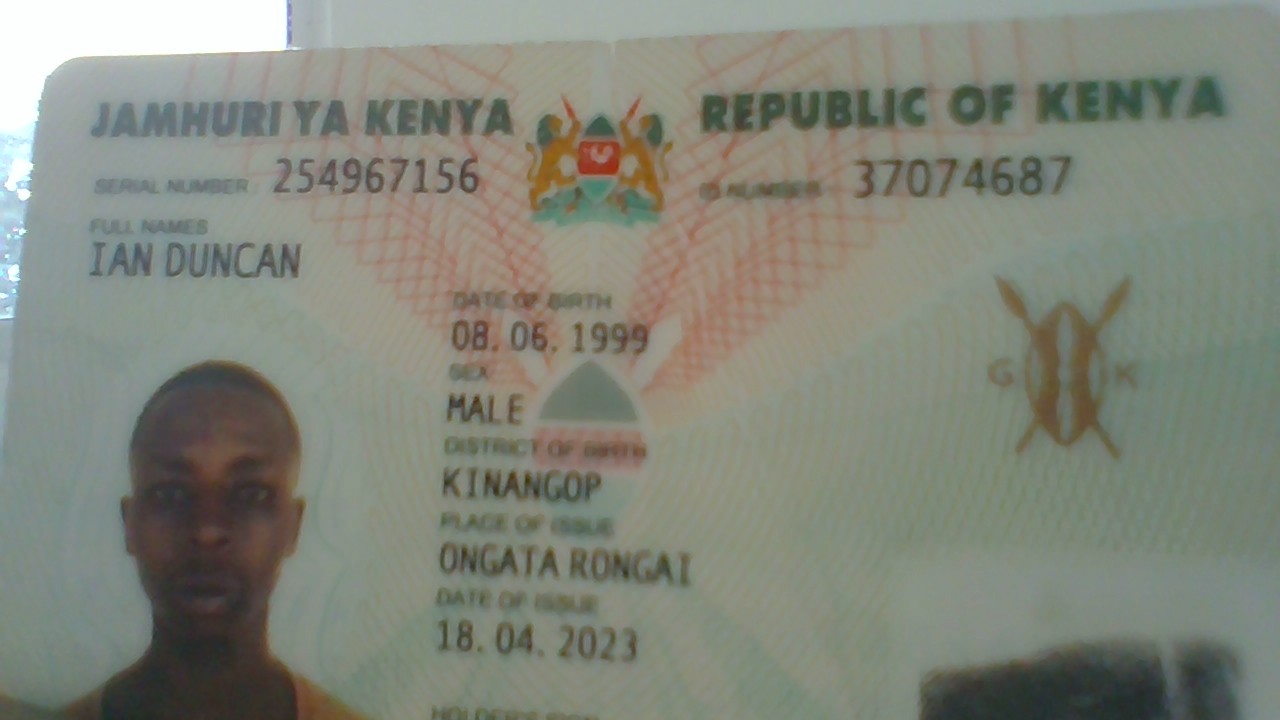 JAMHURI YA KENYA
REPUBLIC OF KENYA
SERIAL NUMBER 254967156
ID NUMBER 37074687
FULL NAMES
IAN DUNCAN
DATE OF BIRTH
08. 06. 1999
SEX
MALE
DISTRICT OF BIRTH
KINANGOP
PLACE OF ISSUE
ONGATA RONGAI
DATE OF ISSUE
18. 04. 2023
HOLDER'S SIGN
G K